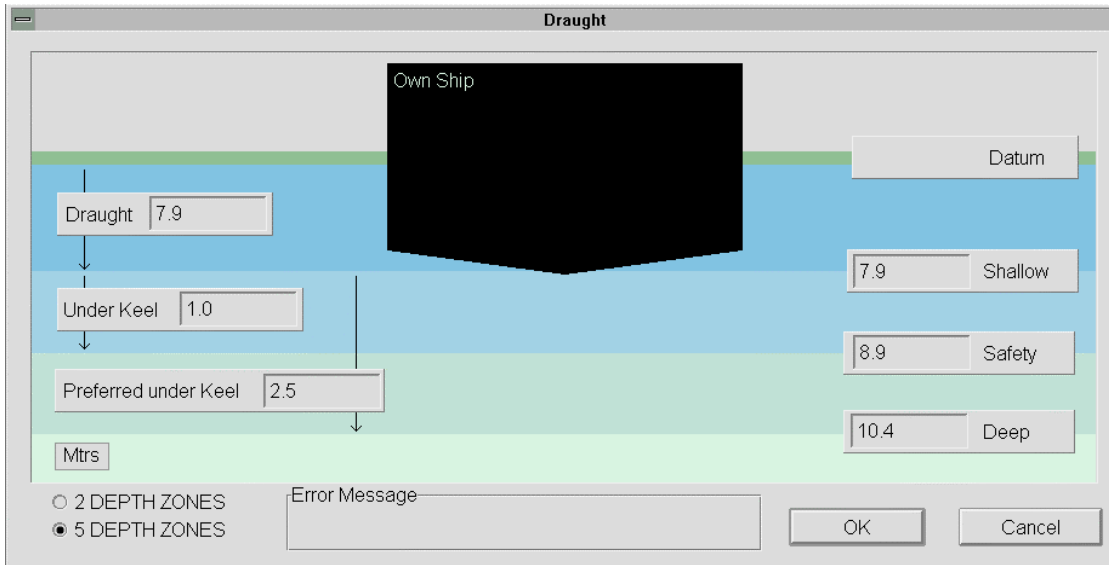 Draught
Own Ship
Datum
Draught 7.9
7.9 Shallow
Under Keel 1.0
8.9 Safety
Preferred under Keel 2.5
10.4 Deep
Mtrs
2 DEPTH ZONES
5 DEPTH ZONES
Error Message
OK
Cancel